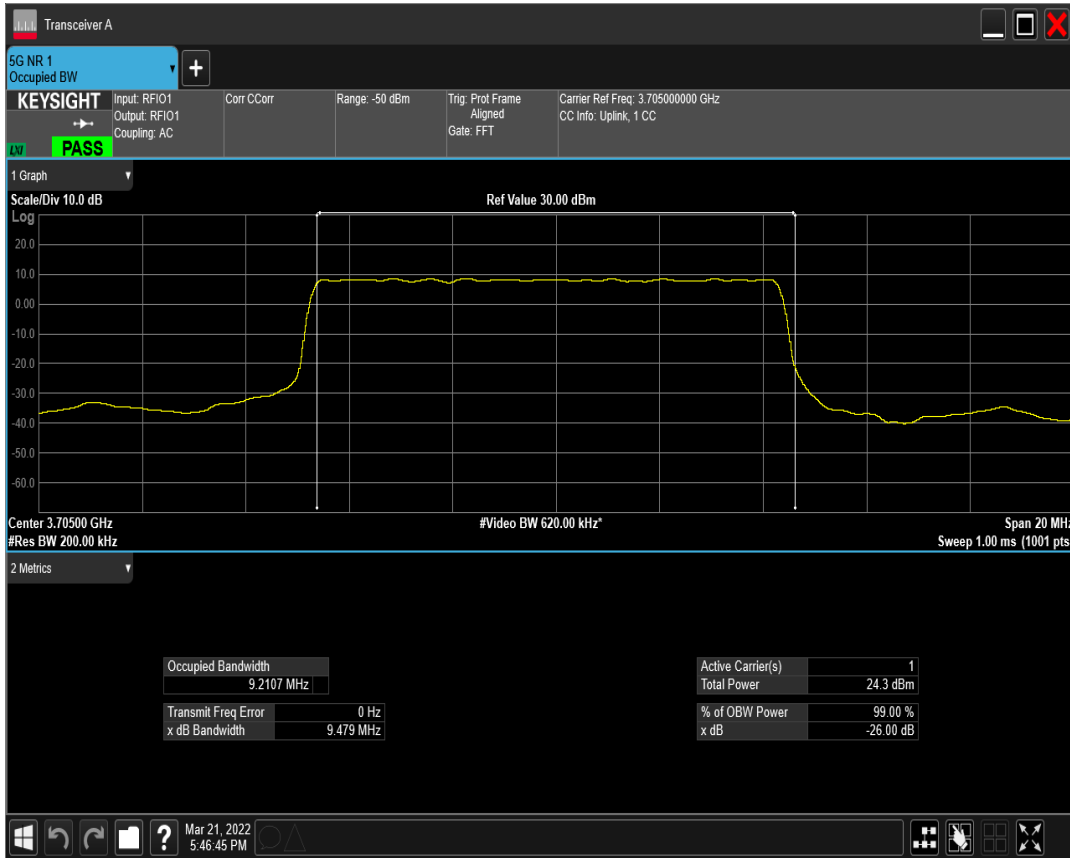 Transceiver A
5G NR 1
Occupied BW
+
KEYSIGHT
Input: RFIO1
Output: RFIO1
Coupling: AC
LXI
PASS
Corr CCorr
Range: -50 dBm
Trig: Prot Frame
Aligned
Gate: FFT
Carrier Ref Freq: 3.705000000 GHz
CC Info: Uplink, 1 CC
1 Graph
Scale/Div 10.0 dB
Ref Value 30.00 dBm
Log
20.0
10.0
0.00
-10.0
-20.0
-30.0
-40.0
-50.0
-60.0
Center 3.70500 GHz
#Video BW 620.00 kHz*
Span 20 MHz
#Res BW 200.00 kHz
Sweep 1.00 ms (1001 pts
2 Metrics
Occupied Bandwidth
9.2107 MHz
Transmit Freq Error 0 Hz
x dB Bandwidth 9.479 MHz
Active Carrier(s) 1
Total Power 24.3 dBm
% of OBW Power 99.00 %
x dB -26.00 dB
?
Mar 21, 2022
5:46:45 PM